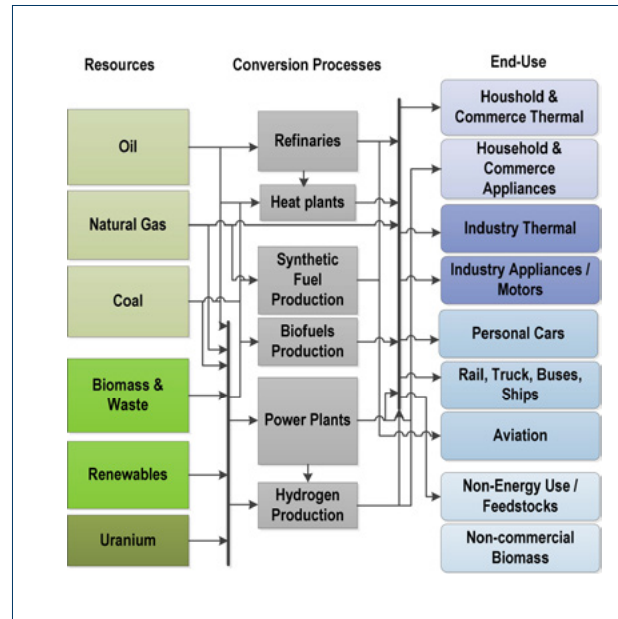 Resources
Conversion Processes
End-Use
Oil
Natural Gas
Coal
Biomass &
Waste
Renewables
Uranium
Refinaries
Heat plants
Synthetic
Fuel
Production
Biofuels
Production
Power Plants
Hydrogen
Production
Houshold &
Commerce Thermal
Household &
Commerce
Appliances
Industry Thermal
Industry Appliances /
Motors
Personal Cars
Rail, Truck, Buses,
Ships
Aviation
Non-Energy Use /
Feedstocks
Non-commercial
Biomass